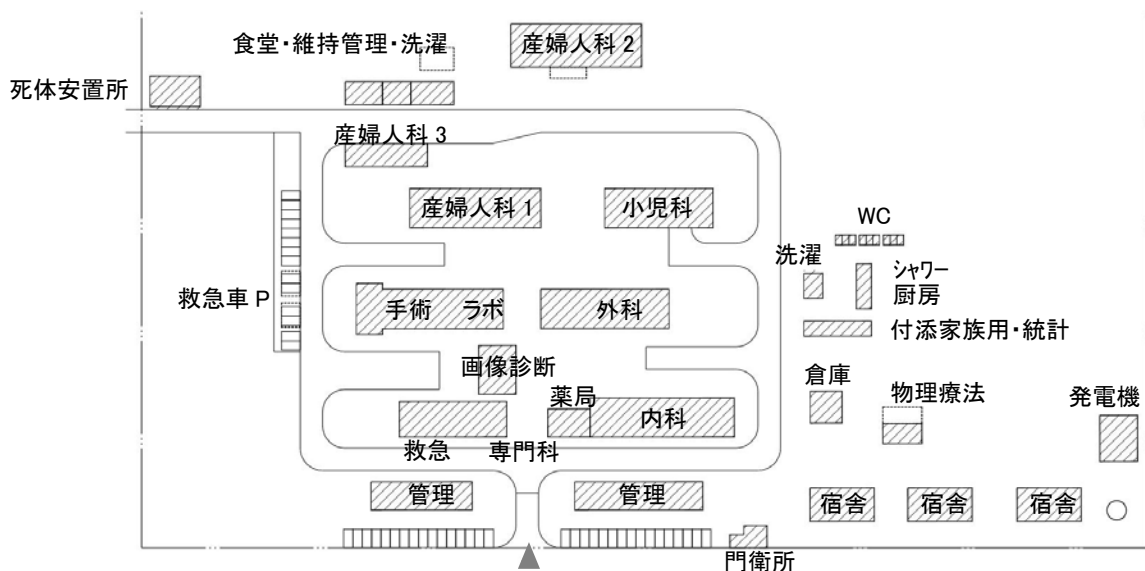 食堂・維持管理・洗濯
産婦人科 2
死体安置所
産婦人科 3
産婦人科 1
小児科
WC
洗濯
シャワー
厨房
救急車 P
手術 ラボ
外科
付添家族用・統計
画像診断
倉庫
物理療法
発電機
薬局
内科
救急
専門科
管理
管理
宿舎
宿舎
宿舎
門衛所